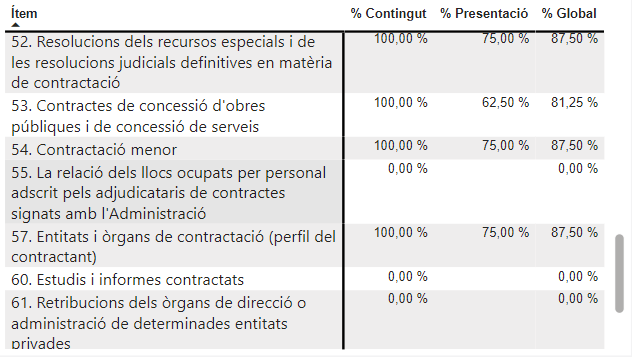 Ítem % Contingut % Presentació % Global
52. Resolucions dels recursos especials i de 100,00 % 75,00 % 87,50 %
les resolucions judicials definitives en matèria
de contractació
53. Contractes de concessió d'obres 100,00 % 62,50 % 81,25 %
públiques i de concessió de serveis
54. Contractació menor 100,00 % 75,00 % 87,50 %
55. La relació dels llocs ocupats per personal 0,00 % 0,00 %
adscrit pels adjudicataris de contractes
signats amb l'Administració
57. Entitats i òrgans de contractació (perfil del 100,00 % 75,00 % 87,50 %
contractant)
60. Estudis i informes contractats 0,00 % 0,00 %
61. Retribucions dels òrgans de direcció o 0,00 % 0,00 %
administració de determinades entitats
privades